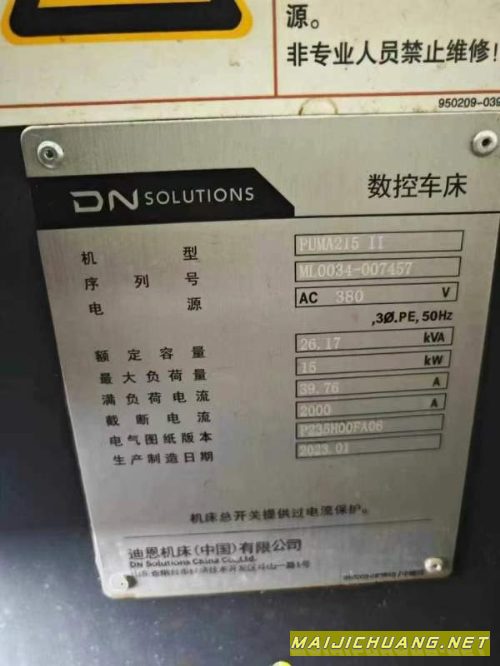 源。
非专业人员禁止维修!
950209-039
DN SOLUTIONS 数控车床
机型 PUMA215 II
序列号 ML0034-007457
电源 AC 380 V
,3Ø.PE, 50Hz
额定容量 26.17 kVA
最大负荷量 15 kW
满负荷电流 39.76 A
截断电流 2000 A
电气图纸版本 P235H00FA06
生产制造日期 2023.01
机床总开关提供过电流保护。
迪恩机床(中国)有限公司
DN Solutions China Co.,Ltd.
MAIJICHUANG.NET